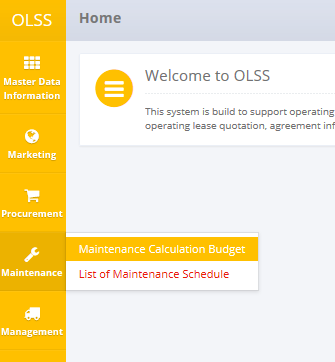 OLSS
Home
Master Data
Information
Welcome to OLSS
This system is build to support operating
operating lease quotation, agreement inf
Marketing
Procurement
Maintenance
Maintenance Calculation Budget
List of Maintenance Schedule
Management